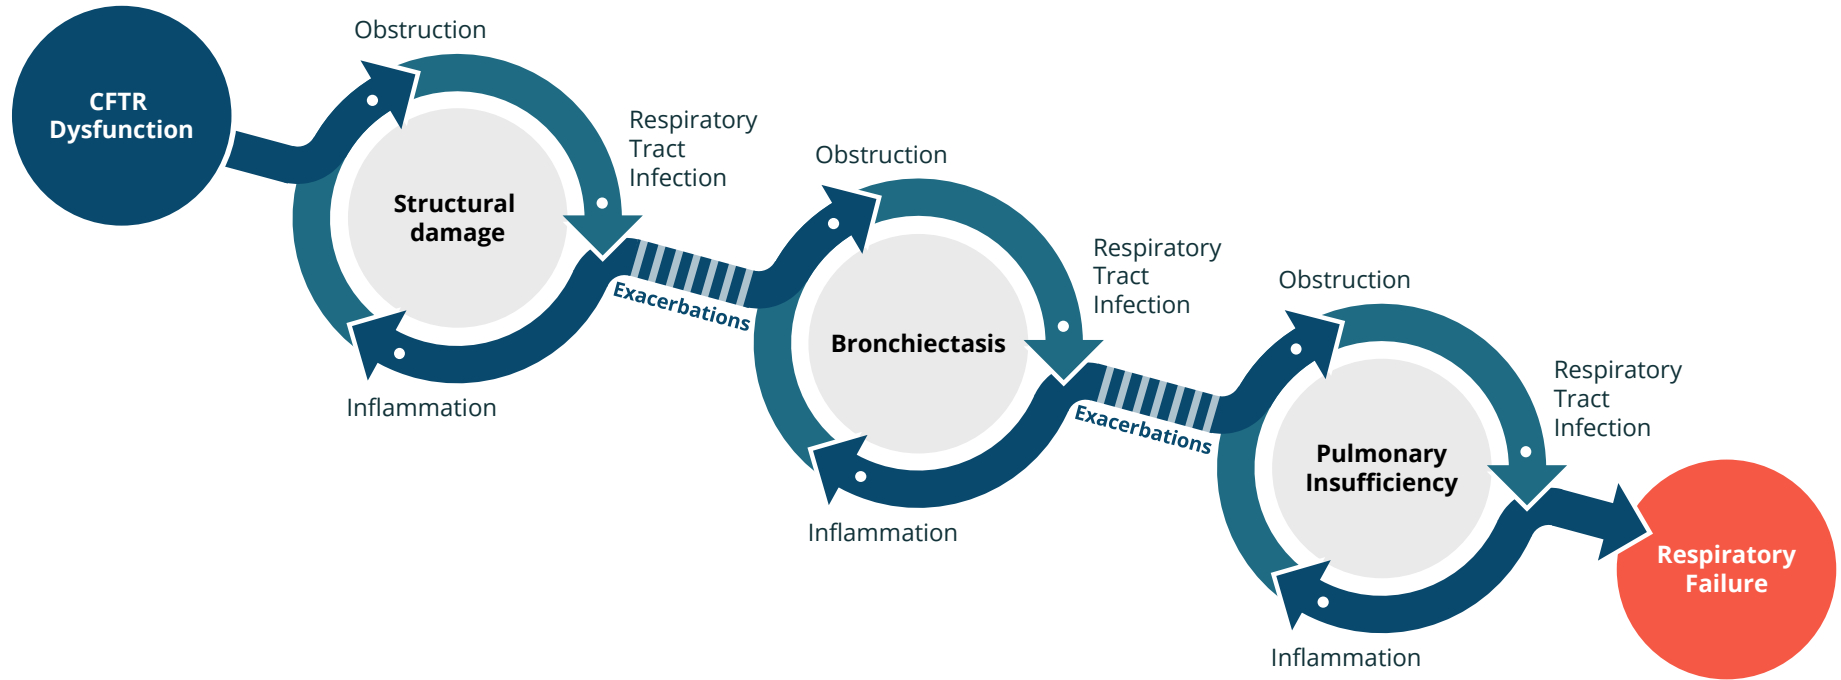 CFTR
Dysfunction
Obstruction
Respiratory
Tract
Infection
Structural
damage
Inflammation
Exacerbations
Obstruction
Respiratory
Tract
Infection
Bronchiectasis
Inflammation
Exacerbations
Obstruction
Respiratory
Tract
Infection
Pulmonary
Insufficiency
Inflammation
Respiratory
Failure